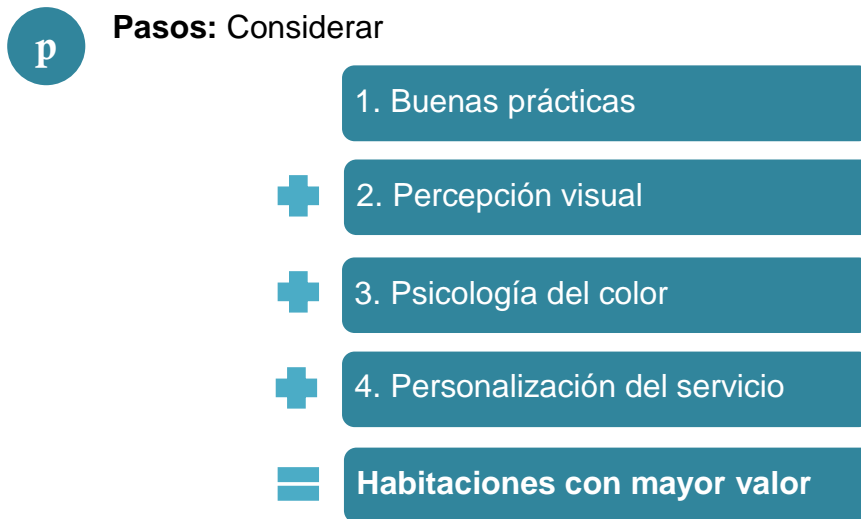 p
Pasos: Considerar
1. Buenas prácticas
2. Percepción visual
3. Psicología del color
4. Personalización del servicio
Habitaciones con mayor valor